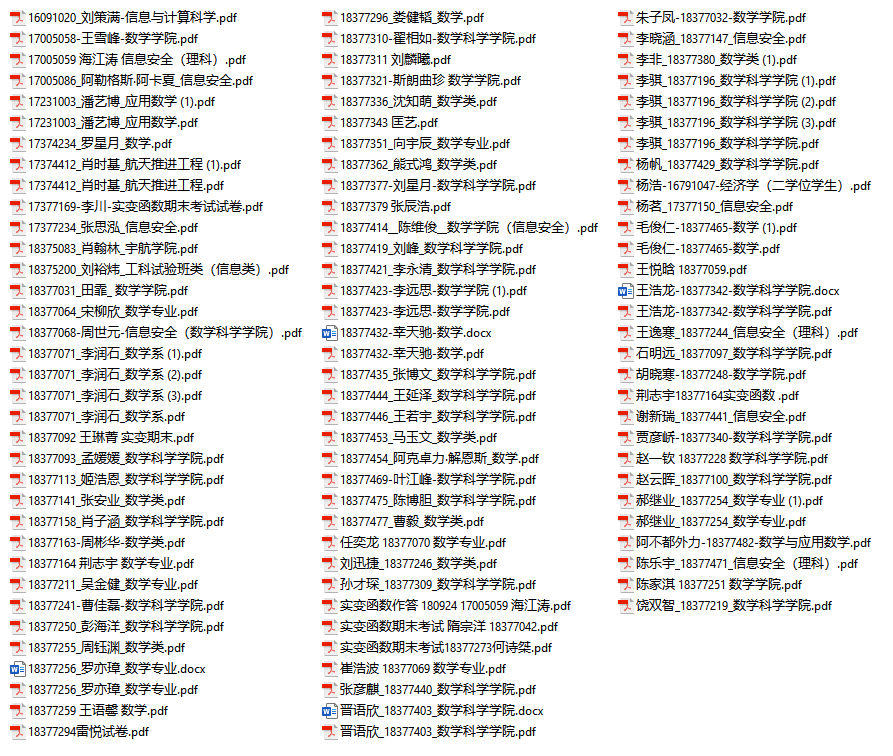 16091020_刘策满-信息与计算科学.pdf
17005058-王雪峰-数学学院.pdf
17005059 海江涛 信息安全（理科）.pdf
17005086_阿勒格斯·阿卡夏_信息安全.pdf
17231003_潘艺博_应用数学 (1).pdf
17231003_潘艺博_应用数学.pdf
17374234_罗星月_数学.pdf
17374412_肖时基_航天推进工程 (1).pdf
17374412_肖时基_航天推进工程.pdf
17377169-李川-实变函数期末考试试卷.pdf
17377234_张思泓_信息安全.pdf
18375083_肖翰林_宇航学院.pdf
18375200_刘裕炜_工科试验班类（信息类）.pdf
18377031_田霏_ 数学学院.pdf
18377064_宋柳欣_数学专业.pdf
18377068-周世元-信息安全（数学科学学院）.pdf
18377071_李润石_数学系 (1).pdf
18377071_李润石_数学系 (2).pdf
18377071_李润石_数学系 (3).pdf
18377071_李润石_数学系.pdf
18377092 王琳菁 实变期末.pdf
18377093_孟媛媛_数学科学学院.pdf
18377113_姬浩恩_数学科学学院.pdf
18377141_张安业_数学类.pdf
18377158_肖子涵_数学科学学院.pdf
18377163-周彬华-数学类.pdf
18377164 荆志宇 数学专业.pdf
18377211_吴金健_数学专业.pdf
18377241-曹佳磊-数学科学学院.pdf
18377250_彭海洋_数学科学学院.pdf
18377255_周钰渊_数学类.pdf
18377256_罗亦璋_数学专业.docx
18377256_罗亦璋_数学专业.pdf
18377259 王语馨 数学.pdf
18377294雷悦试卷.pdf
18377296_娄健韬_数学.pdf
18377310-翟相如-数学科学学院.pdf
18377311 刘麟曦.pdf
18377321-斯朗曲珍 数学学院.pdf
18377336_沈知萌_数学类.pdf
18377343 匡艺.pdf
18377351_向宇辰_数学专业.pdf
18377362_熊式鸿_数学类.pdf
18377377-刘星月-数学科学学院.pdf
18377379 张辰浩.pdf
18377414__陈维俊__数学学院（信息安全）.pdf
18377419_刘峰_数学科学学院.pdf
18377421_李永清_数学科学学院.pdf
18377423-李远思-数学学院 (1).pdf
18377423-李远思-数学学院.pdf
18377432-幸天驰-数学.docx
18377432-幸天驰-数学.pdf
18377435_张博文_数学科学学院.pdf
18377444_王延泽_数学科学学院.pdf
18377446_王若宇_数学科学学院.pdf
18377453_马玉文_数学类.pdf
18377454_阿克卓力·解恩斯_数学.pdf
18377469-叶江峰-数学科学学院.pdf
18377475_陈博胆_数学科学学院.pdf
18377477_曹毅_数学类.pdf
任奕龙 18377070 数学专业.pdf
刘迅捷_18377246_数学类.pdf
孙才琛_18377309_数学科学学院.pdf
实变函数作答 180924 17005059 海江涛.pdf
实变函数期末考试 隋宗洋 18377042.pdf
实变函数期末考试18377273何诗桀.pdf
崔浩波 18377069 数学专业.pdf
张彦麒_18377440_数学科学学院.pdf
晋语欣_18377403_数学科学学院.docx
晋语欣_18377403_数学科学学院.pdf
朱子凤-18377032-数学学院.pdf
李晓涵_18377147_信息安全.pdf
李非_18377380_数学类 (1).pdf
李骐_18377196_数学科学学院 (1).pdf
李骐_18377196_数学科学学院 (2).pdf
李骐_18377196_数学科学学院 (3).pdf
李骐_18377196_数学科学学院.pdf
杨帆_18377429_数学科学学院.pdf
杨浩-16791047-经济学（二学位学生）.pdf
杨茗_17377150_信息安全.pdf
毛俊仁-18377465-数学 (1).pdf
毛俊仁-18377465-数学.pdf
王悦晗 18377059.pdf
王浩龙-18377342-数学科学学院.docx
王浩龙-18377342-数学科学学院.pdf
王逸寒_18377244_信息安全（理科）.pdf
石明远_18377097_数学科学学院.pdf
胡晓寒-18377248-数学学院.pdf
荆志宇18377164实变函数 .pdf
谢新瑞_18377441_信息安全.pdf
贾彦峤-18377340-数学科学学院.pdf
赵一钦 18377228 数学科学学院.pdf
赵云晖_18377100_数学科学学院.pdf
郝继业_18377254_数学专业 (1).pdf
郝继业_18377254_数学专业.pdf
阿不都外力-18377482-数学与应用数学.pdf
陈乐宇_18377471_信息安全（理科）.pdf
陈家淇 18377251 数学学院.pdf
饶双智_18377219_数学科学学院.pdf